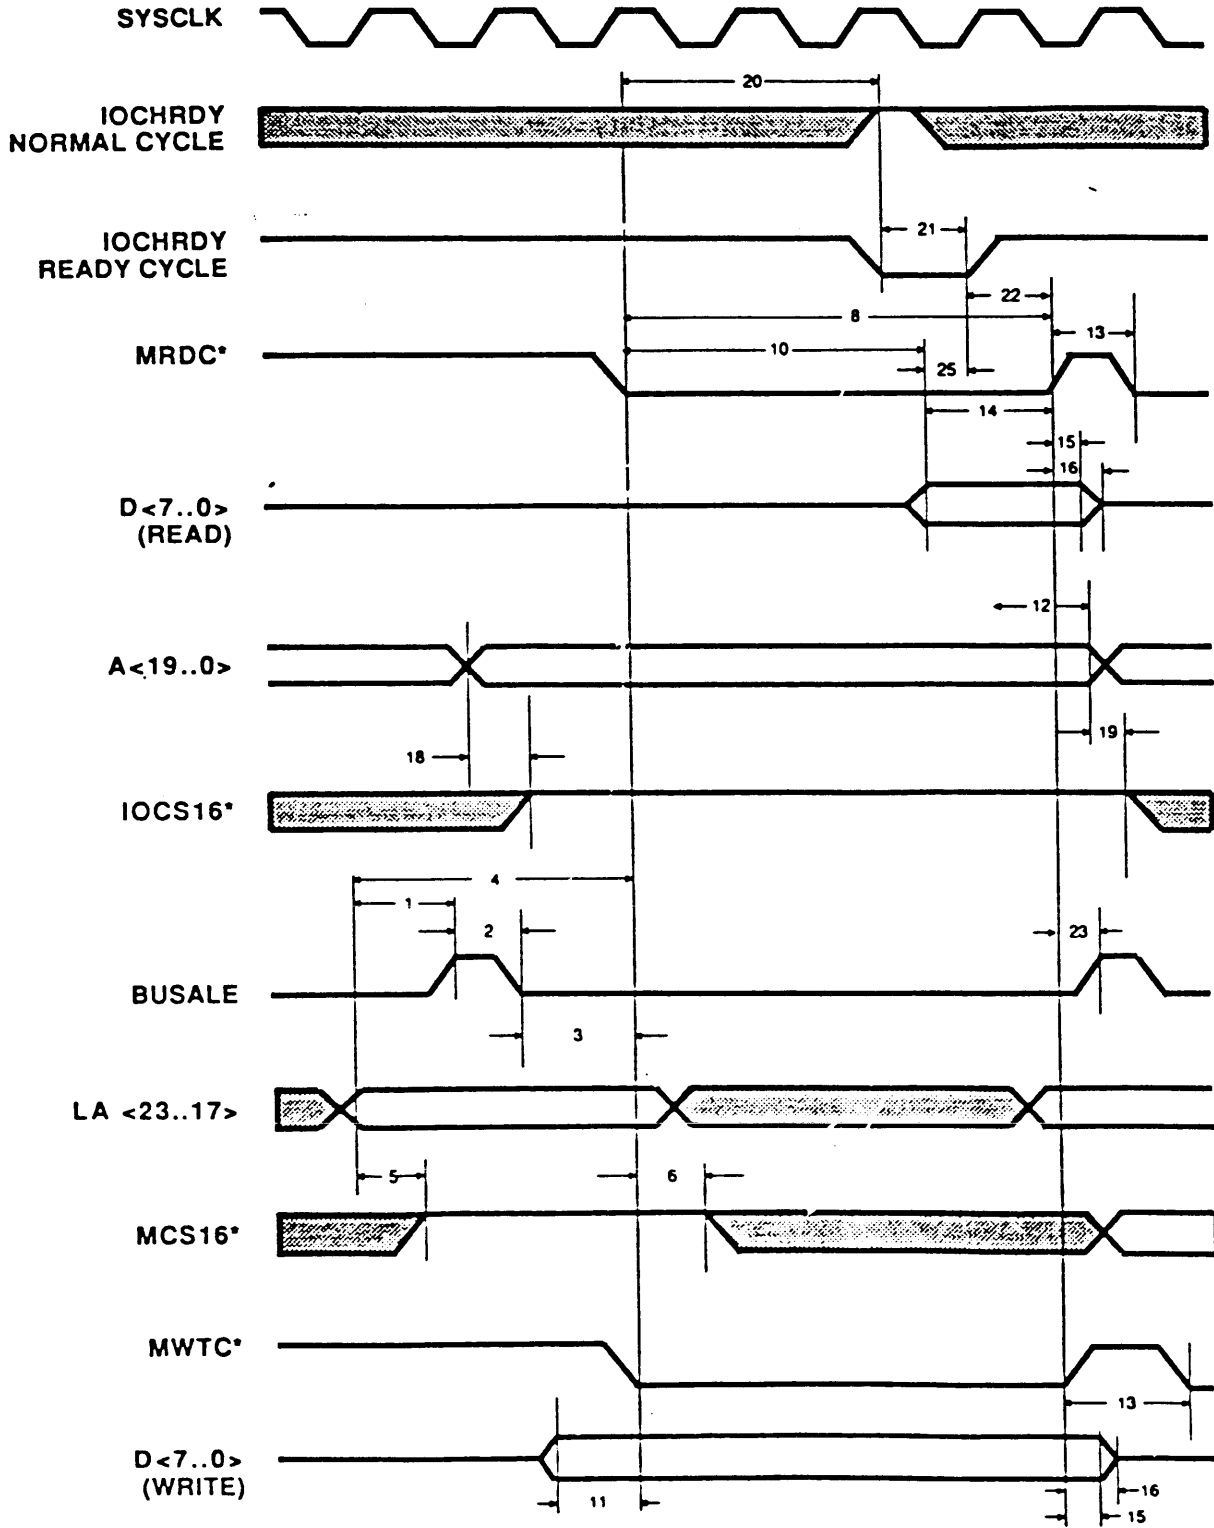 SYSCLK
20
IOCHRDY
NORMAL CYCLE
IOCHRDY
READY CYCLE
21
22
8
MRDC*
13
10
25
14
15
16
D<7..0>
(READ)
12
A<19..0>
18
19
IOCS16*
4
1
2
23
BUSALE
3
LA <23..17>
5
6
MCS16*
MWTC*
13
D<7..0>
(WRITE)
11
16
15